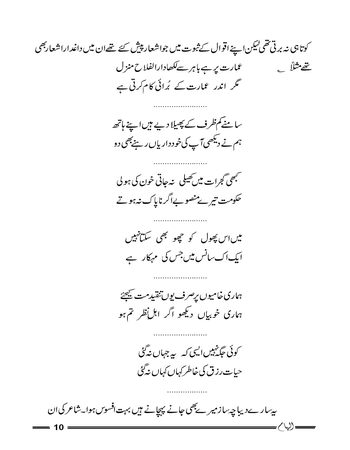 کوتاہی نہ برتی تھی لیکن اپنے اقوال کے ثبوت میں جو اشعار پیش کئے تھے ان میں داغدار اشعار بھی
تھے مثلاً ؎ عمارت پر ہے باہر سے لکھا دارالفلاح منزل
مگر اندر عمارت کے بُرائی کام کرتی ہے
........................
سامنے کم ظرف کے پھیلا دیے ہیں اپنے ہاتھ
ہم نے دیکھی آپ کی خودداریاں رہنے بھی دو
........................
کبھی گجرات میں کھیلی نہ جاتی خون کی ہولی
حکومت تیرے منصوبے اگر ناپاک نہ ہوتے
........................
میں اس پھول کو چھو بھی سکتا نہیں
ایک اک سانس میں جس کی مہکار ہے
........................
ہماری خامیوں پر صرف یوں تنقید مت کیجئے
ہماری خوبیاں دیکھو اگر اہل نظر تم ہو
........................
کوئی جگہ نہیں ایسی کہ یہ جہاں نہ گئی
حیات رزق کی خاطر کہاں کہاں نہ گئی
..................
یہ سارے دیباچہ ساز میرے بھی جانے پہچانے ہیں بہت افسوس ہوا۔ شاعر کی ان
10